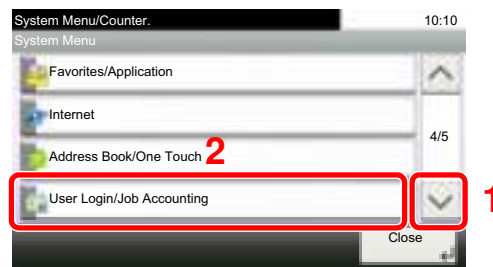 System Menu/Counter. 10:10
System Menu
Favorites/Application
Internet
4/5
Address Book/One Touch 2
User Login/Job Accounting 1
Close